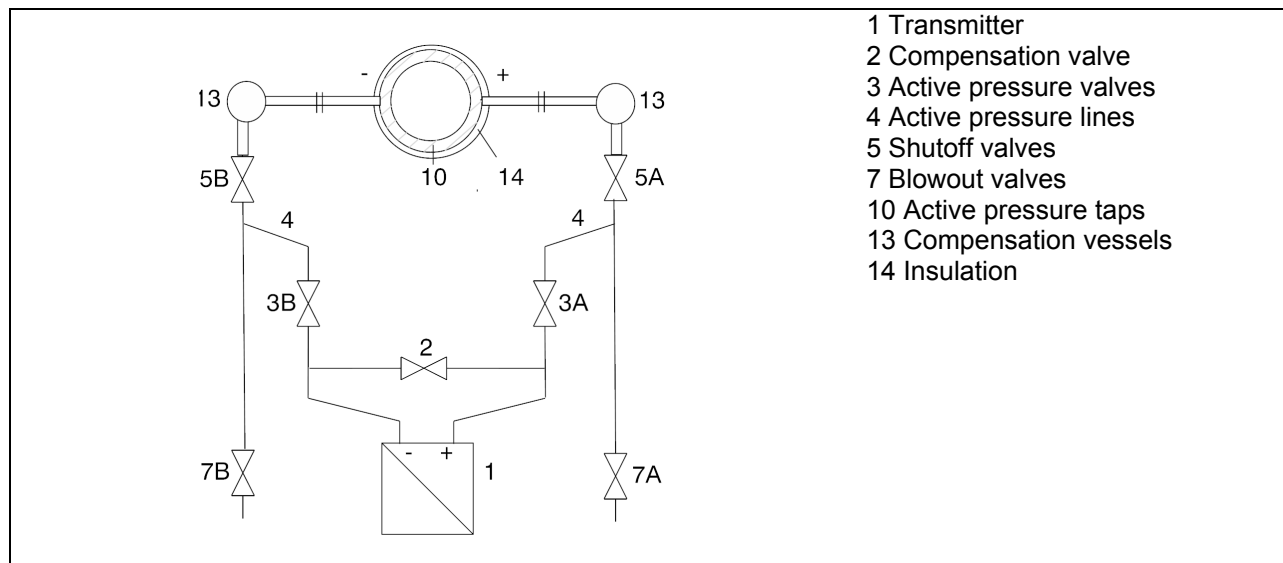 - +
13 13
10 14
5B 5A
4 4
3B 3A
2
- +
1
7B 7A
1 Transmitter
2 Compensation valve
3 Active pressure valves
4 Active pressure lines
5 Shutoff valves
7 Blowout valves
10 Active pressure taps
13 Compensation vessels
14 Insulation